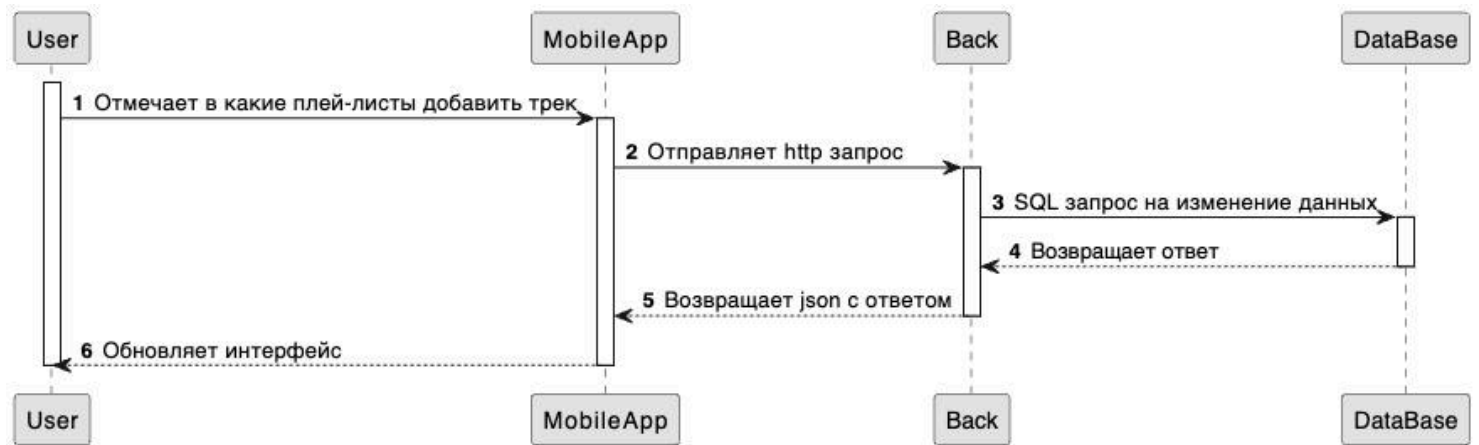 User
MobileApp
Back
DataBase
1 Отмечает в какие плей-листы добавить трек
2 Отправляет http запрос
3 SQL запрос на изменение данных
4 Возвращает ответ
5 Возвращает json с ответом
6 Обновляет интерфейс
User
MobileApp
Back
DataBase